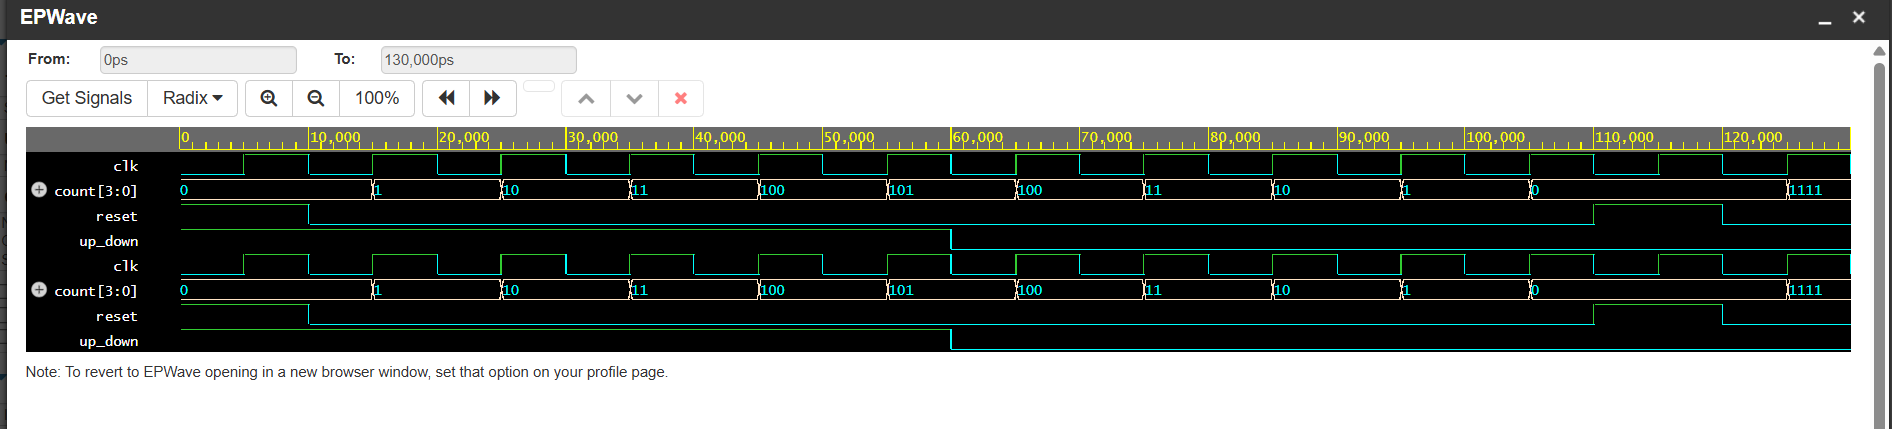 EPWave
From: 0ps To: 130,000ps
Get Signals Radix 100%
0 10,000 20,000 30,000 40,000 50,000 60,000 70,000 80,000 90,000 100,000 110,000 120,000
clk
count[3:0] 0 1 10 11 100 101 100 11 10 1 0 1111
reset
up_down
clk
count[3:0] 0 1 10 11 100 101 100 11 10 1 0 1111
reset
up_down
Note: To revert to EPWave opening in a new browser window, set that option on your profile page.